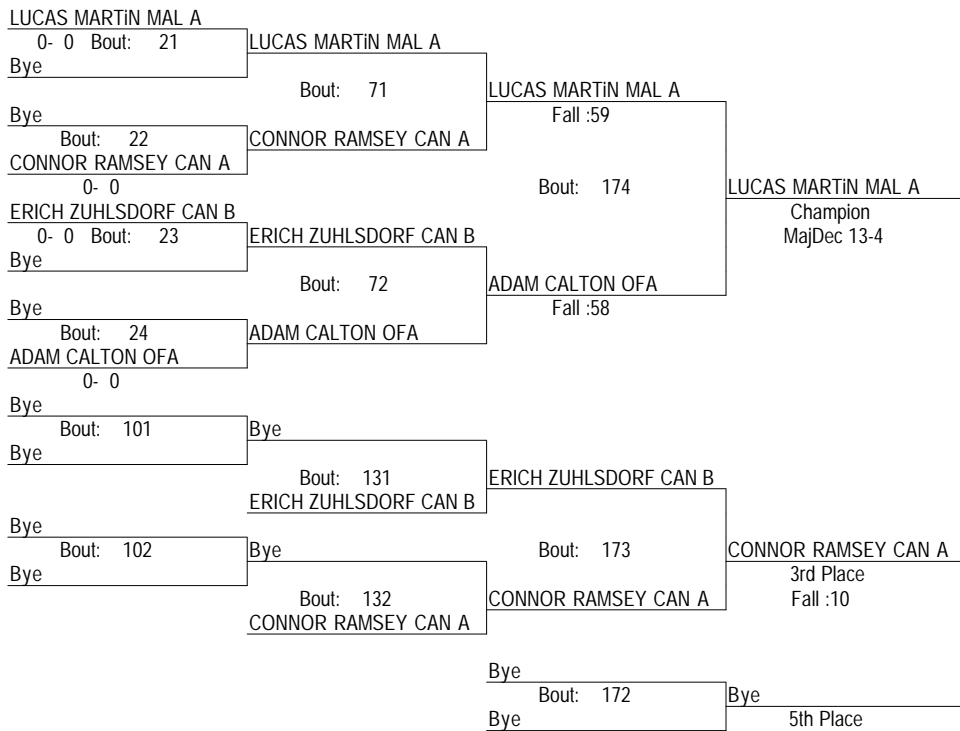 LUCAS MARTiN MAL A
0- 0 Bout: 21
LUCAS MARTiN MAL A
Bye
Bout: 71
LUCAS MARTiN MAL A
Bye
Fall :59
Bout: 22
CONNOR RAMSEY CAN A
CONNOR RAMSEY CAN A
0- 0
Bout: 174
LUCAS MARTiN MAL A
ERICH ZUHLSDORF CAN B
Champion
0- 0 Bout: 23
ERICH ZUHLSDORF CAN B
MajDec 13-4
Bye
Bout: 72
ADAM CALTON OFA
Bye
Fall :58
Bout: 24
ADAM CALTON OFA
ADAM CALTON OFA
0- 0
Bye
Bout: 101
Bye
Bye
Bout: 131
ERICH ZUHLSDORF CAN B
ERICH ZUHLSDORF CAN B
Bye
Bout: 102
Bye
Bout: 173
CONNOR RAMSEY CAN A
Bye
3rd Place
Bout: 132
CONNOR RAMSEY CAN A
Fall :10
CONNOR RAMSEY CAN A
Bye
Bout: 172
Bye
Bye
5th Place